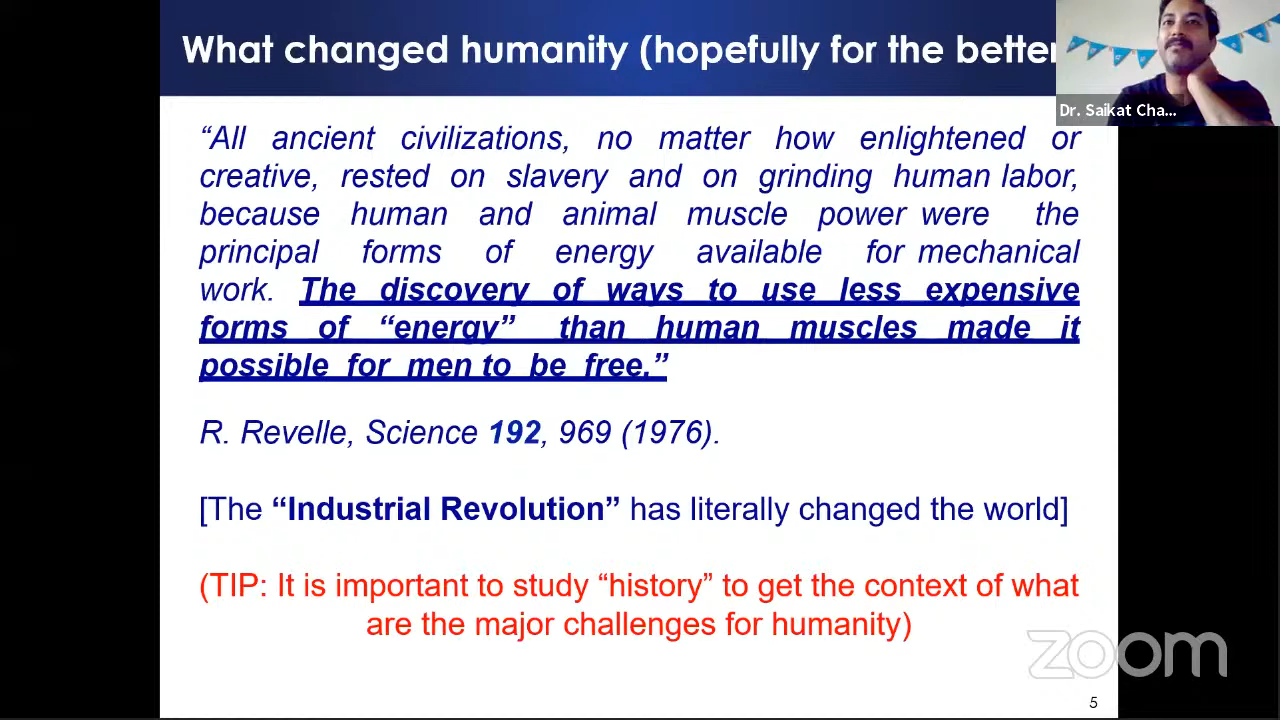 What changed humanity (hopefully for the better
Dr. Saikat Cha...
“All ancient civilizations, no matter how enlightened or
creative, rested on slavery and on grinding human labor,
because human and animal muscle power were the
principal forms of energy available for mechanical
work. The discovery of ways to use less expensive
forms of “energy” than human muscles made it
possible for men to be free.”
R. Revelle, Science 192, 969 (1976).
[The “Industrial Revolution” has literally changed the world]
(TIP: It is important to study “history” to get the context of what
are the major challenges for humanity)
zoom
5